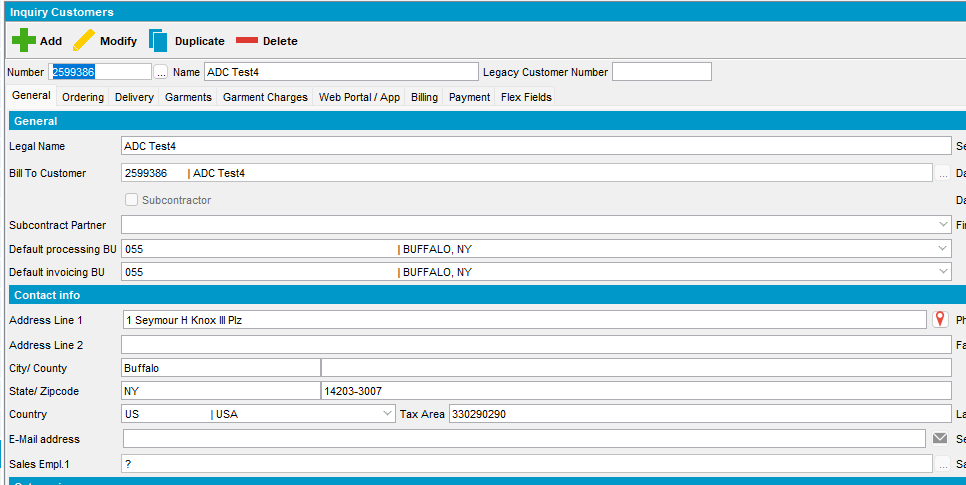 Inquiry Customers
Add Modify Duplicate Delete
Number 2599386 ... Name ADC Test4 Legacy Customer Number
General Ordering Delivery Garments Garment Charges Web Portal / App Billing Payment Flex Fields
General
Legal Name ADC Test4 Se
Bill To Customer 2599386 | ADC Test4 ... Da
Subcontractor Da
Subcontract Partner Fi
Default processing BU 055 | BUFFALO, NY
Default invoicing BU 055 | BUFFALO, NY
Contact info
Address Line 1 1 Seymour H Knox III Plz Ph
Address Line 2 Fa
City/ County Buffalo
State/ Zipcode NY 14203-3007
Country US | USA Tax Area 330290290 La
E-Mail address Se
Sales Empl.1 ? ... Sa